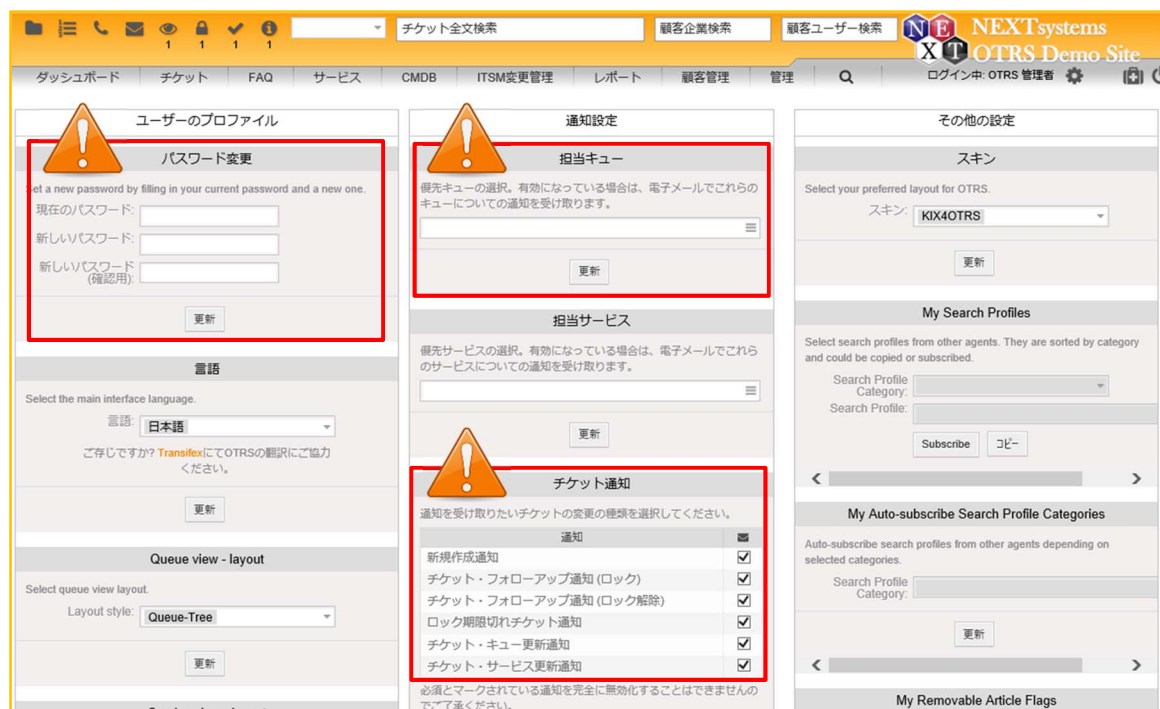 チケット全文検索
顧客企業検索
顧客ユーザー検索
NEXT
NEXTsystems
OTRS Demo Site
1
1
1
1
ダッシュボード チケット FAQ サービス CMDB ITSM変更管理 レポート 顧客管理 管理
ログイン中: OTRS 管理者
ユーザーのプロファイル
パスワード変更
Set a new password by filling in your current password and a new one.
現在のパスワード:
新しいパスワード:
新しいパスワード
(確認用):
更新
言語
Select the main interface language.
言語: 日本語
ご存じですか? TransifexにてOTRSの翻訳にご協力
ください。
更新
Queue view - layout
Select queue view layout.
Layout style: Queue-Tree
更新
通知設定
担当キュー
優先キューの選択。有効になっている場合は、電子メールでこれらの
キューについての通知を受け取ります。
更新
担当サービス
優先サービスの選択。有効になっている場合は、電子メールでこれら
のサービスについての通知を受け取ります。
更新
チケット通知
通知を受け取りたいチケットの変更の種類を選択してください。
通知
新規作成通知
チケット・フォローアップ通知 (ロック)
チケット・フォローアップ通知 (ロック解除)
ロック期限切れチケット通知
チケット・キュー更新通知
チケット・サービス更新通知
必須とマークされている通知を完全に無効化することはできませんの
でご了承ください。
その他の設定
スキン
Select your preferred layout for OTRS.
スキン: KIX4OTRS
更新
My Search Profiles
Select search profiles from other agents. They are sorted by category
and could be copied or subscribed.
Search Profile
Category:
Search Profile:
Subscribe コピー
My Auto-subscribe Search Profile Categories
Auto-subscribe search profiles from other agents depending on
selected categories.
Search Profile
Category:
更新
My Removable Article Flags